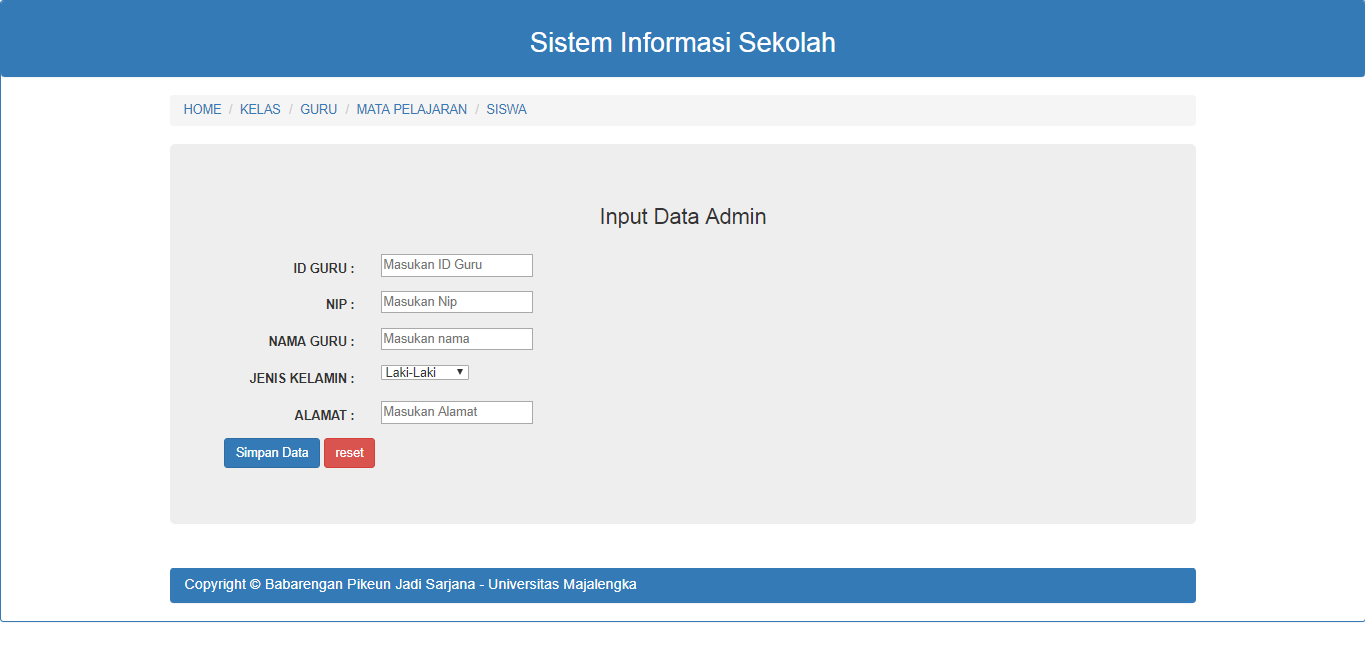 Sistem Informasi Sekolah
HOME / KELAS / GURU / MATA PELAJARAN / SISWA
Input Data Admin
ID GURU : Masukan ID Guru
NIP : Masukan Nip
NAMA GURU : Masukan nama
JENIS KELAMIN : Laki-Laki
ALAMAT : Masukan Alamat
Simpan Data reset
Copyright © Babarengan Pikeun Jadi Sarjana - Universitas Majalengka